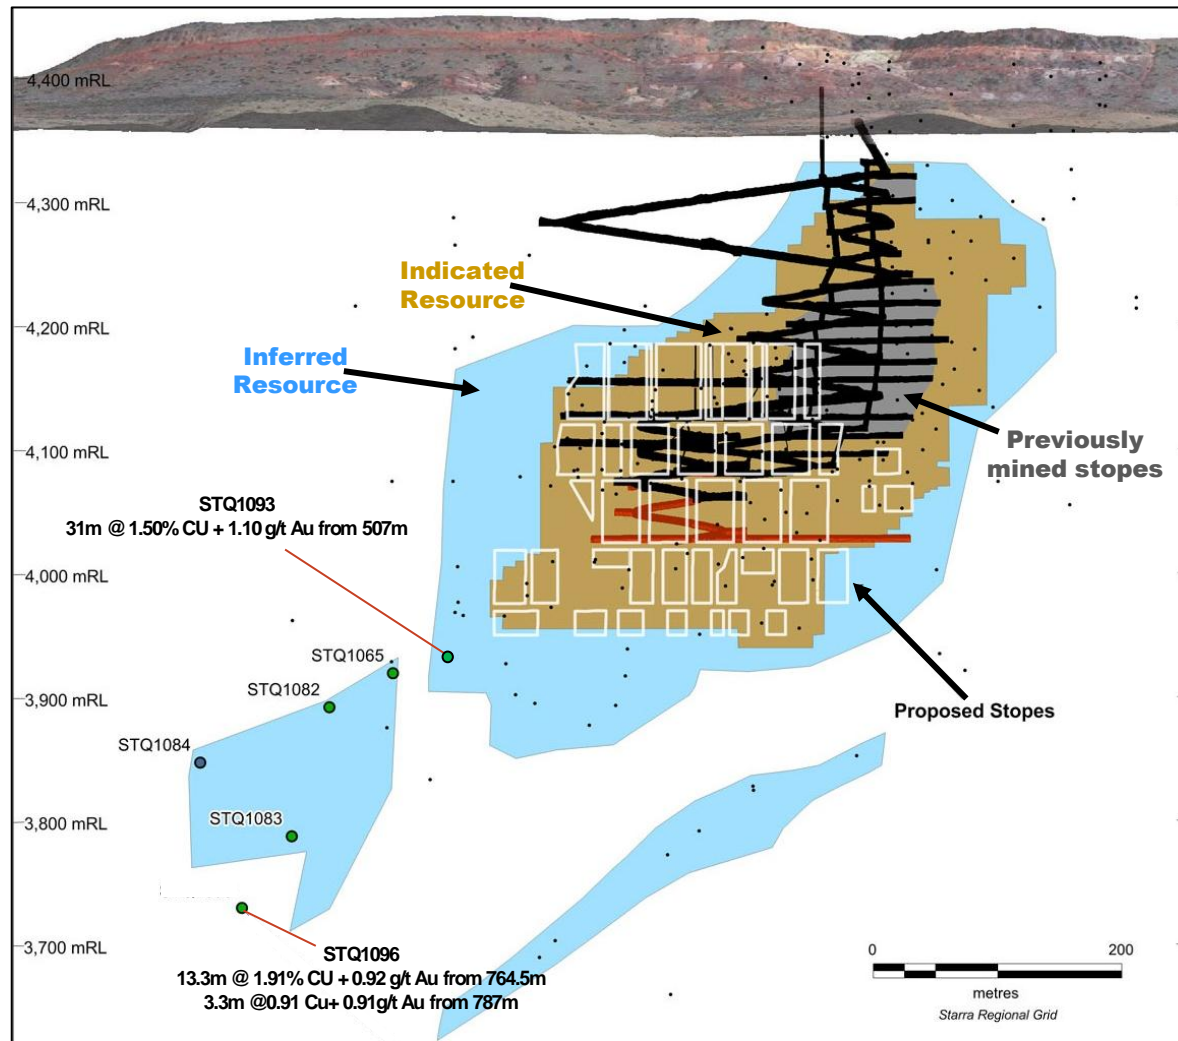 4,400 mRL
4,300 mRL
Indicated
Resource
4,200 mRL
Inferred
Resource
4,100 mRL
Previously
mined stopes
STQ1093
31m @ 1.50% CU + 1.10 g/t Au from 507m
4,000 mRL
STQ1065
STQ1082
3,900 mRL
Proposed Stopes
STQ1084
STQ1083
3,800 mRL
3,700 mRL
STQ1096
13.3m @ 1.91% CU + 0.92 g/t Au from 764.5m
3.3m @0.91 Cu+ 0.91g/t Au from 787m
0
200
metres
Starra Regional Grid